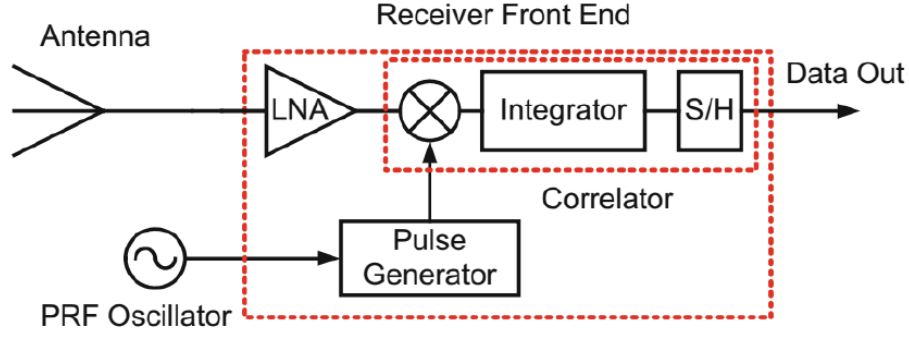 Receiver Front End
Antenna
Data Out
LNA
Integrator
S/H
Correlator
Pulse
Generator
PRF Oscillator